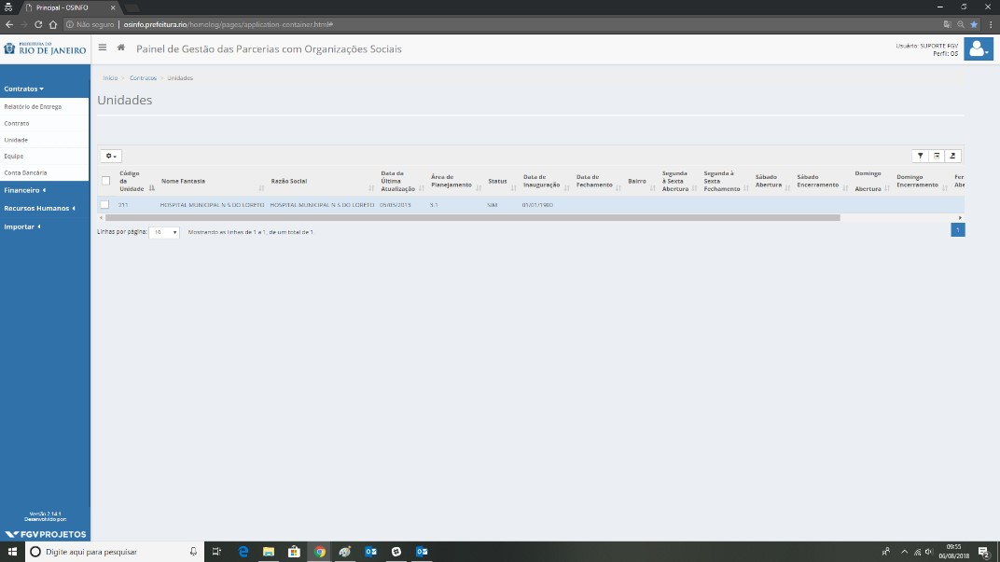 Principal - OSINFO
Não seguro | osinfo.prefeitura.rio/homolog/pages/application-container.html#
PREFEITURA DO
RIO DE JANEIRO
Painel de Gestão das Parcerias com Organizações Sociais
Usuário: SUPORTE FGV
Perfil: OS
Contratos
Relatório de Entrega
Contrato
Unidade
Equipe
Conta Bancária
Financeiro
Recursos Humanos
Importar
Início > Contratos > Unidades
Unidades
Código da Unidade
Nome Fantasia
Razão Social
Data da Última Atualização
Área de Planejamento
Status
Data de Inauguração
Data de Fechamento
Bairro
Segunda à Sexta Abertura
Segunda à Sexta Fechamento
Sábado Abertura
Sábado Encerramento
Domingo Abertura
Domingo Encerramento
211 HOSPITAL MUNICIPAL N S DO LORETO HOSPITAL MUNICIPAL N S DO LORETO 05/03/2013 3.1 SIM 01/01/1900
Linhas por página: 10 Mostrando as linhas de 1 a 1, de um total de 1. 1
Versão 7.14.1
Desenvolvido por:
FGV PROJETOS
Digite aqui para pesquisar
09:55
06/08/2018